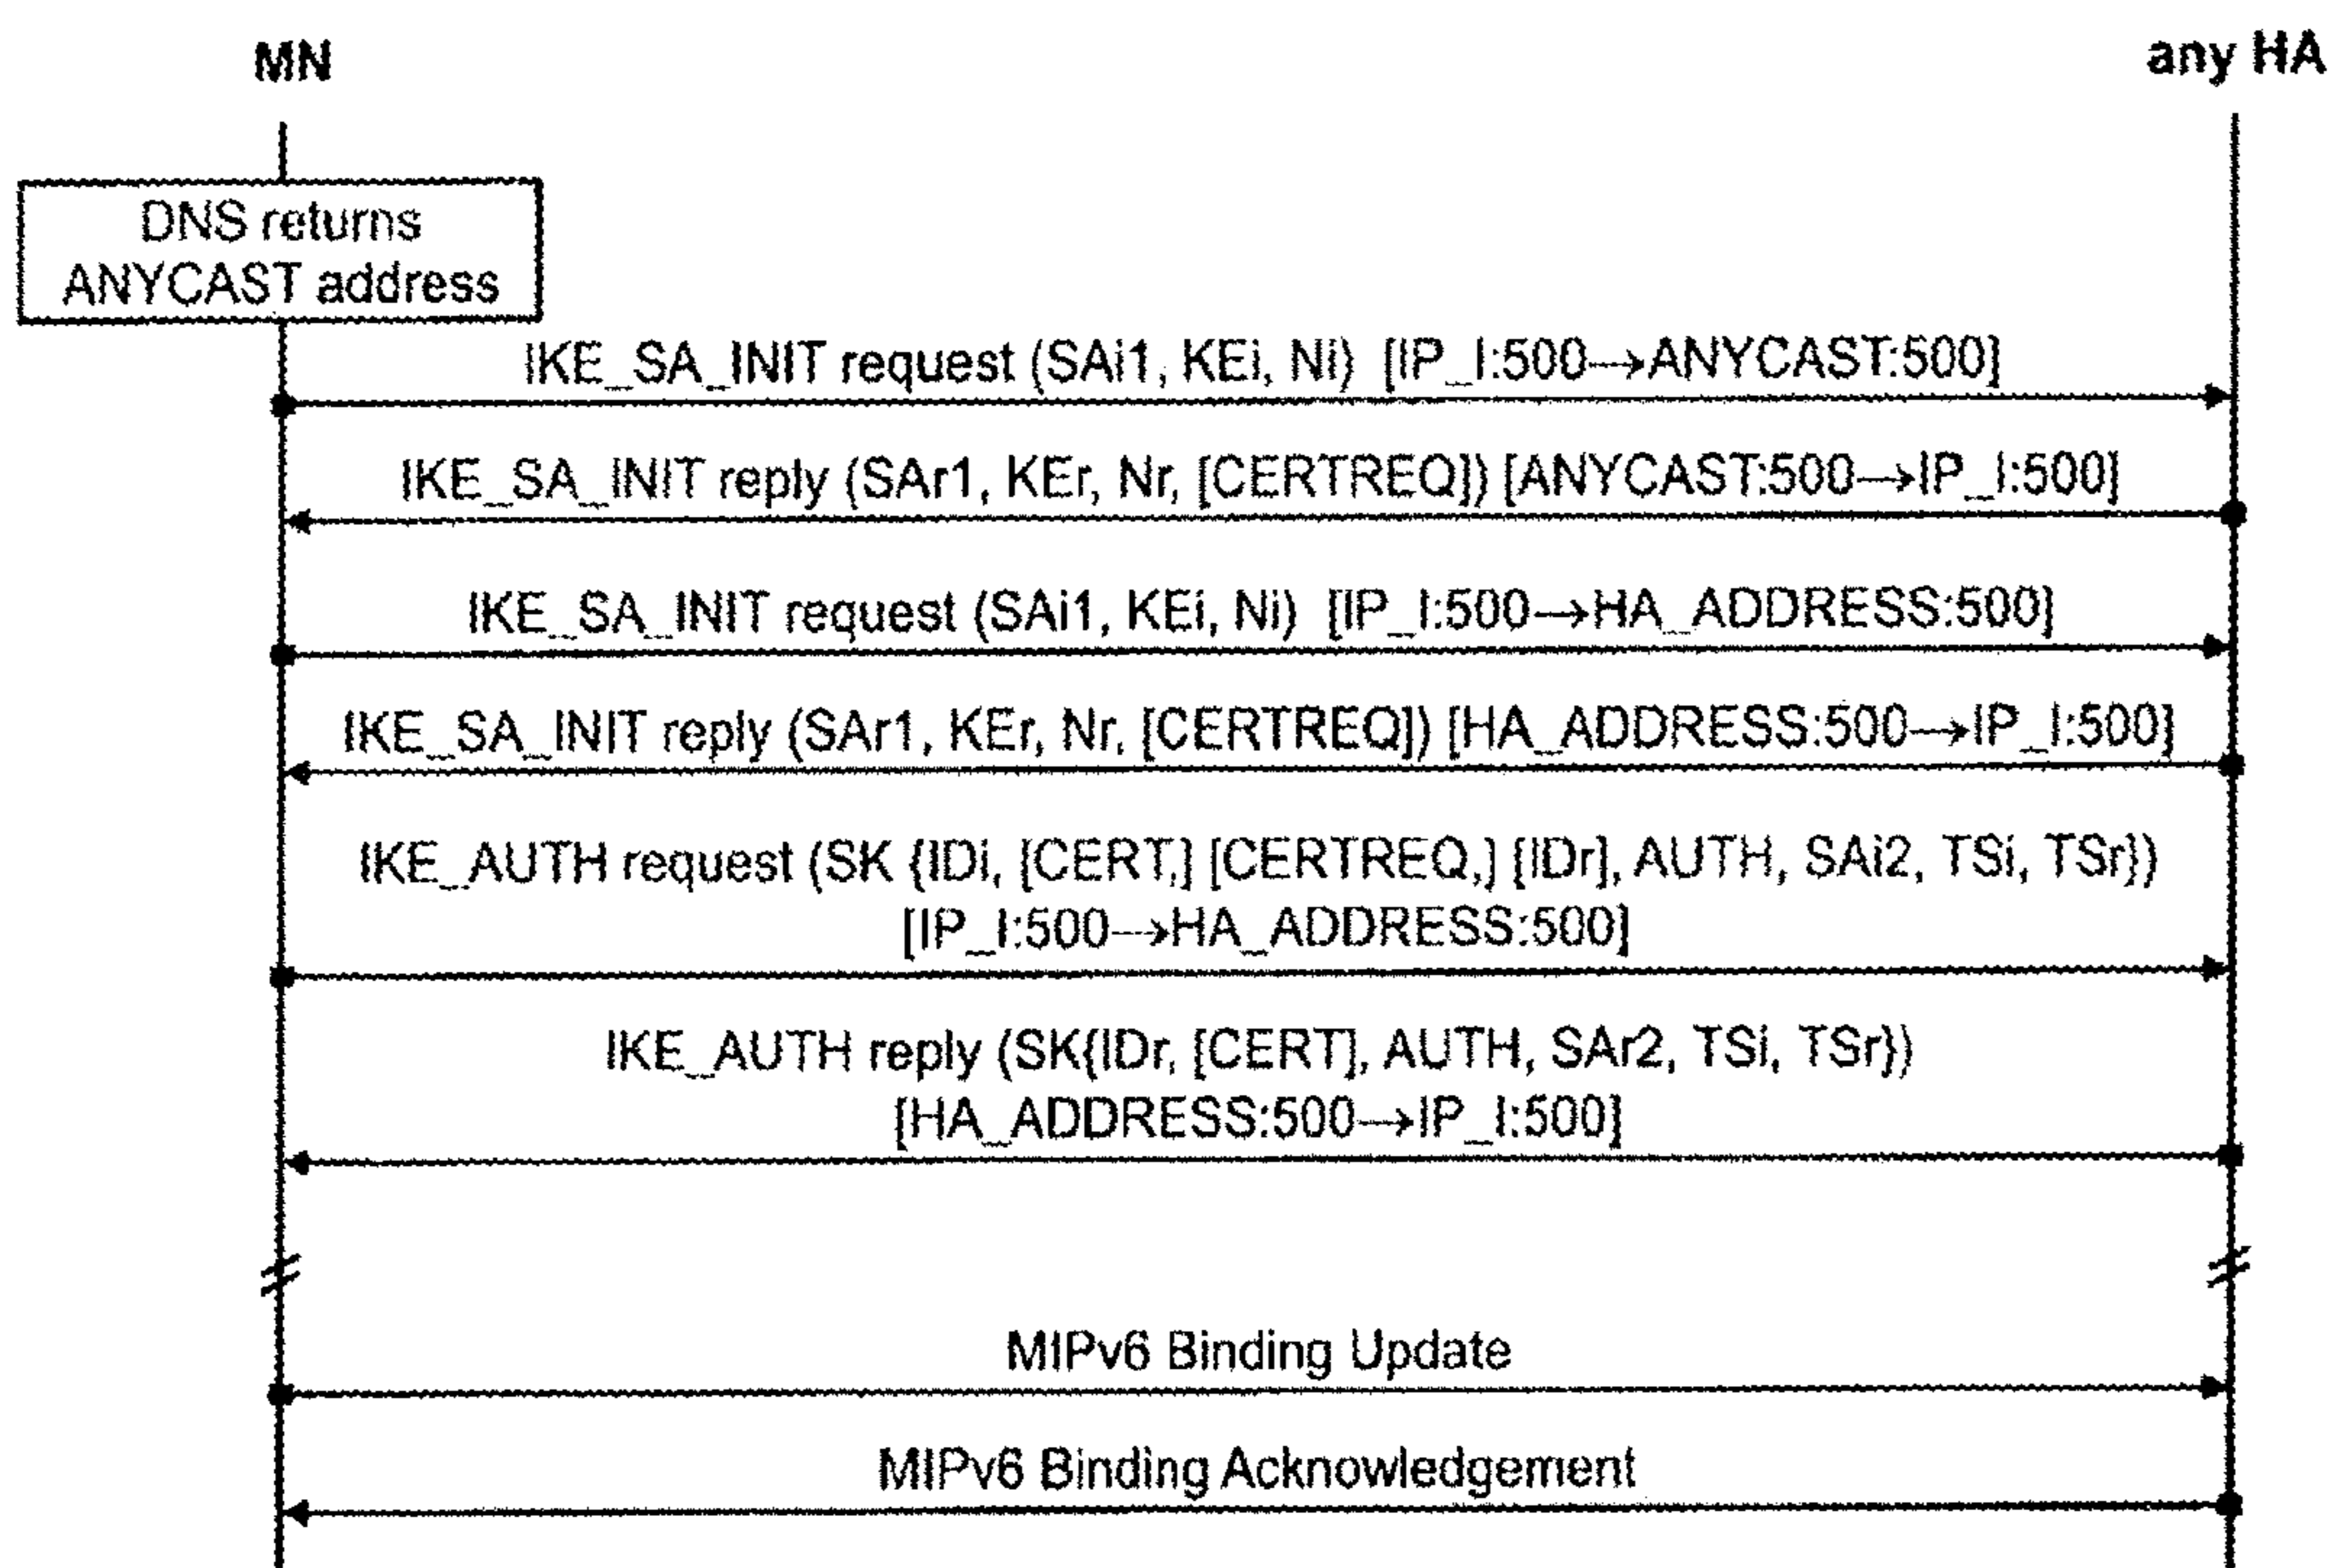 MN
any HA
DNS returns
ANYCAST address
IKE_SA_INIT request (SAi1, KEi, Ni) [IP_I:500→ANYCAST:500]
IKE_SA_INIT reply (SAr1, KEr, Nr, [CERTREQ]) [ANYCAST:500→IP_I:500]
IKE_SA_INIT request (SAi1, KEi, Ni) [IP_I:500→HA_ADDRESS:500]
IKE_SA_INIT reply (SAr1, KEr, Nr, [CERTREQ]) [HA_ADDRESS:500→IP_I:500]
IKE_AUTH request (SK {IDi, [CERT,] [CERTREQ,] [IDr], AUTH, SAi2, TSi, TSr})
[IP_I:500→HA_ADDRESS:500]
IKE_AUTH reply (SK{IDr, [CERT], AUTH, SAr2, TSi, TSr})
[HA_ADDRESS:500→IP_I:500]
MIPv6 Binding Update
MIPv6 Binding Acknowledgement